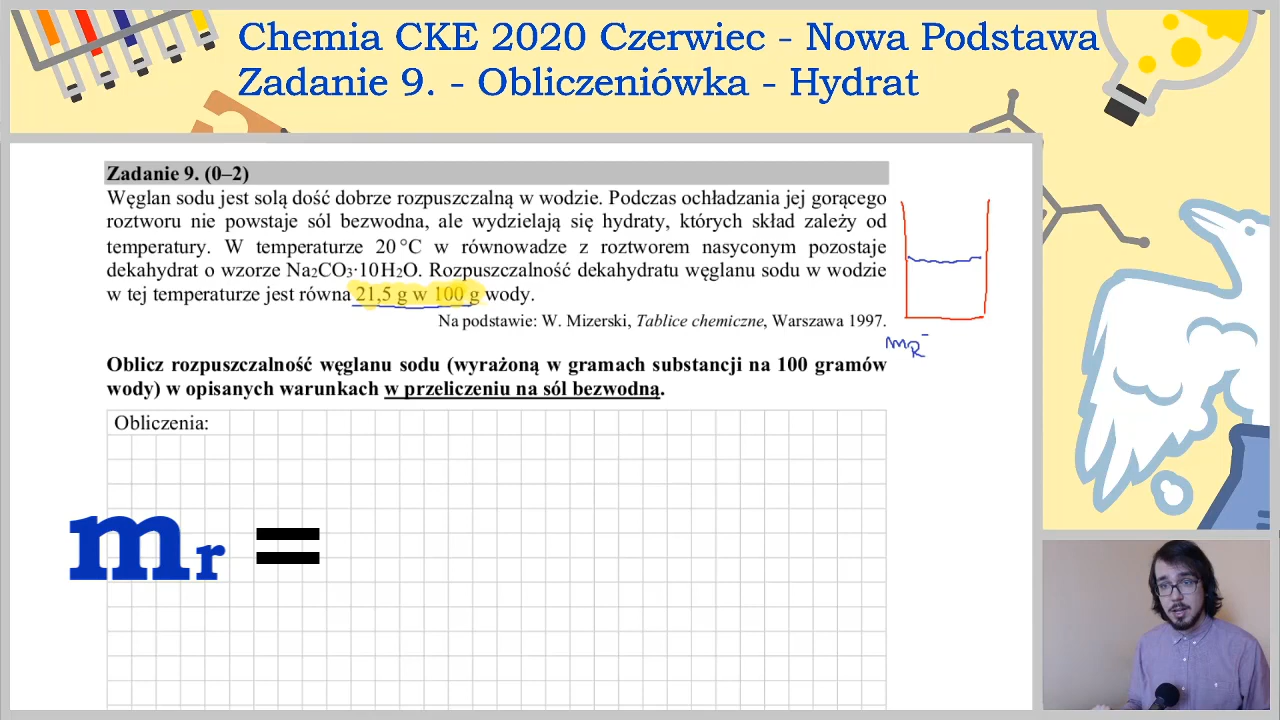 Chemia CKE 2020 Czerwiec - Nowa Podstawa
Zadanie 9. - Obliczeniówka - Hydrat
Zadanie 9. (0–2)
Węglan sodu jest solą dość dobrze rozpuszczalną w wodzie. Podczas ochładzania jej gorącego
roztworu nie powstaje sól bezwodna, ale wydzielają się hydraty, których skład zależy od
temperatury. W temperaturze 20 °C w równowadze z roztworem nasyconym pozostaje
dekahydrat o wzorze Na₂CO₃·10H₂O. Rozpuszczalność dekahydratu węglanu sodu w wodzie
w tej temperaturze jest równa 21,5 g w 100 g wody.
Na podstawie: W. Mizerski, Tablice chemiczne, Warszawa 1997.
mR-
Oblicz rozpuszczalność węglanu sodu (wyrażoną w gramach substancji na 100 gramów
wody) w opisanych warunkach w przeliczeniu na sól bezwodną.
Obliczenia:
mr =